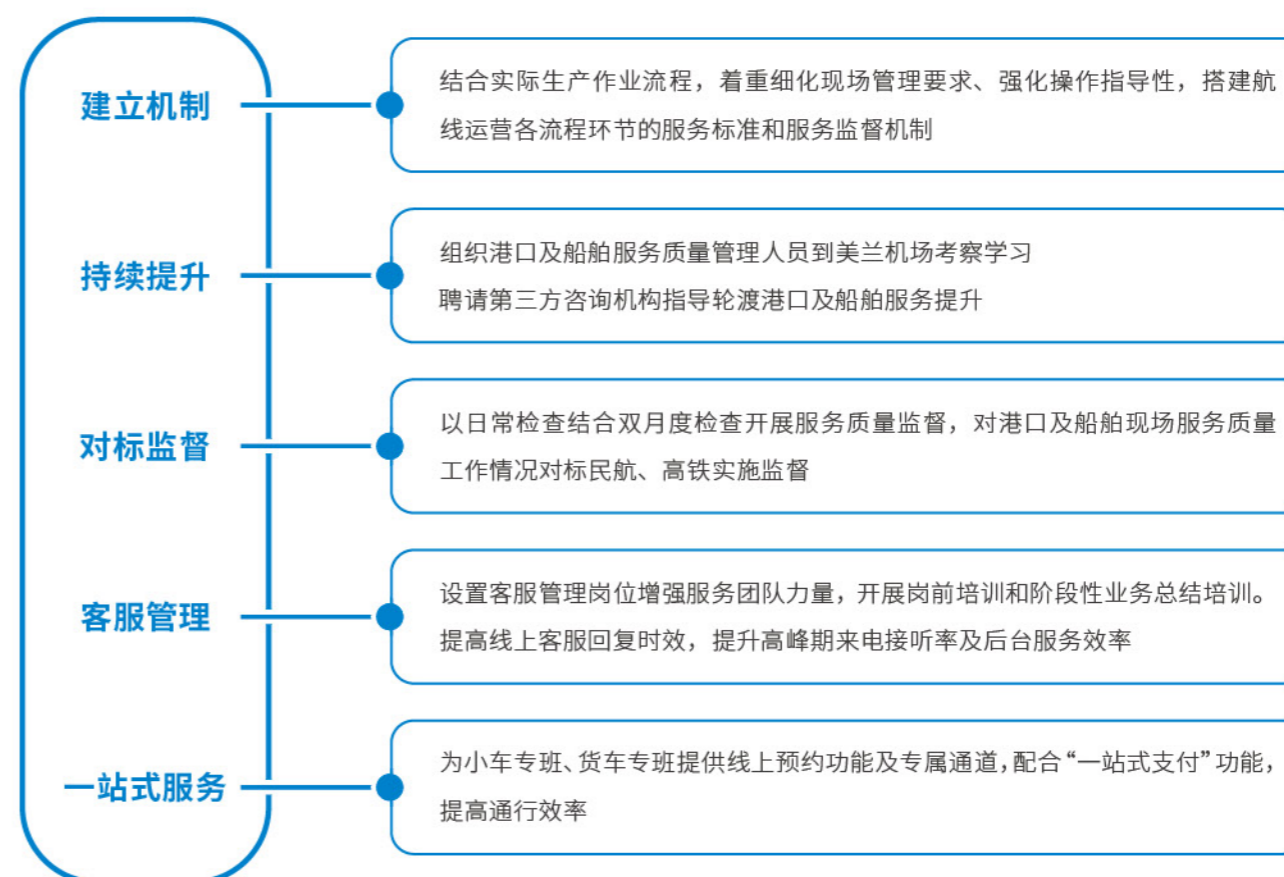 建立机制
结合实际生产作业流程，着重细化现场管理要求、强化操作指导性，搭建航
线运营各流程环节的服务标准和服务监督机制
持续提升
组织港口及船舶服务质量管理人员到美兰机场考察学习
聘请第三方咨询机构指导轮渡港口及船舶服务提升
对标监督
以日常检查结合双月度检查开展服务质量监督，对港口及船舶现场服务质量
工作情况对标民航、高铁实施监督
客服管理
设置客服管理岗位增强服务团队力量，开展岗前培训和阶段性业务总结培训。
提高线上客服回复时效，提升高峰期来电接听率及后台服务效率
一站式服务
为小车专班、货车专班提供线上预约功能及专属通道，配合“一站式支付”功能，
提高通行效率